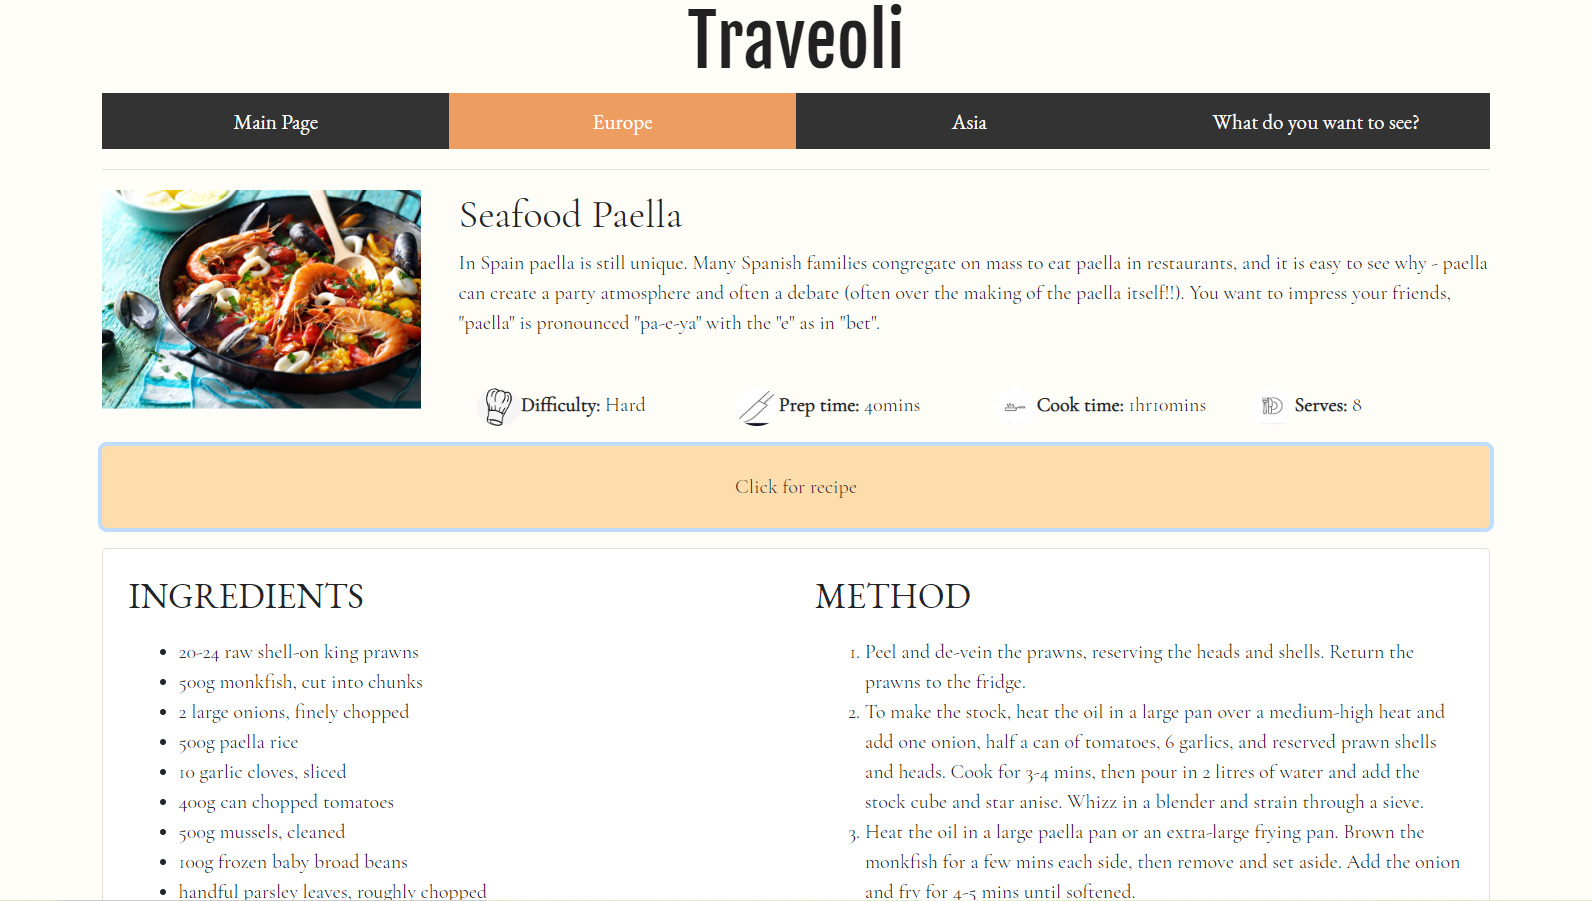 Traveoli
Main Page
Europe
Asia
What do you want to see?
Seafood Paella
In Spain paella is still unique. Many Spanish families congregate on mass to eat paella in restaurants, and it is easy to see why - paella
can create a party atmosphere and often a debate (often over the making of the paella itself!!). You want to impress your friends,
"paella" is pronounced "pa-e-ya" with the "e" as in "bet".
Difficulty: Hard
Prep time: 40mins
Cook time: 1hr10mins
Serves: 8
Click for recipe
INGREDIENTS
• 20-24 raw shell-on king prawns
• 500g monkfish, cut into chunks
• 2 large onions, finely chopped
• 500g paella rice
• 10 garlic cloves, sliced
• 400g can chopped tomatoes
• 500g mussels, cleaned
• 100g frozen baby broad beans
• handful parsley leaves, roughly chopped
METHOD
1. Peel and de-vein the prawns, reserving the heads and shells. Return the
prawns to the fridge.
2. To make the stock, heat the oil in a large pan over a medium-high heat and
add one onion, half a can of tomatoes, 6 garlics, and reserved prawn shells
and heads. Cook for 3-4 mins, then pour in 2 litres of water and add the
stock cube and star anise. Whizz in a blender and strain through a sieve.
3. Heat the oil in a large paella pan or an extra-large frying pan. Brown the
monkfish for a few mins each side, then remove and set aside. Add the onion
and fry for 4-5 mins until softened.